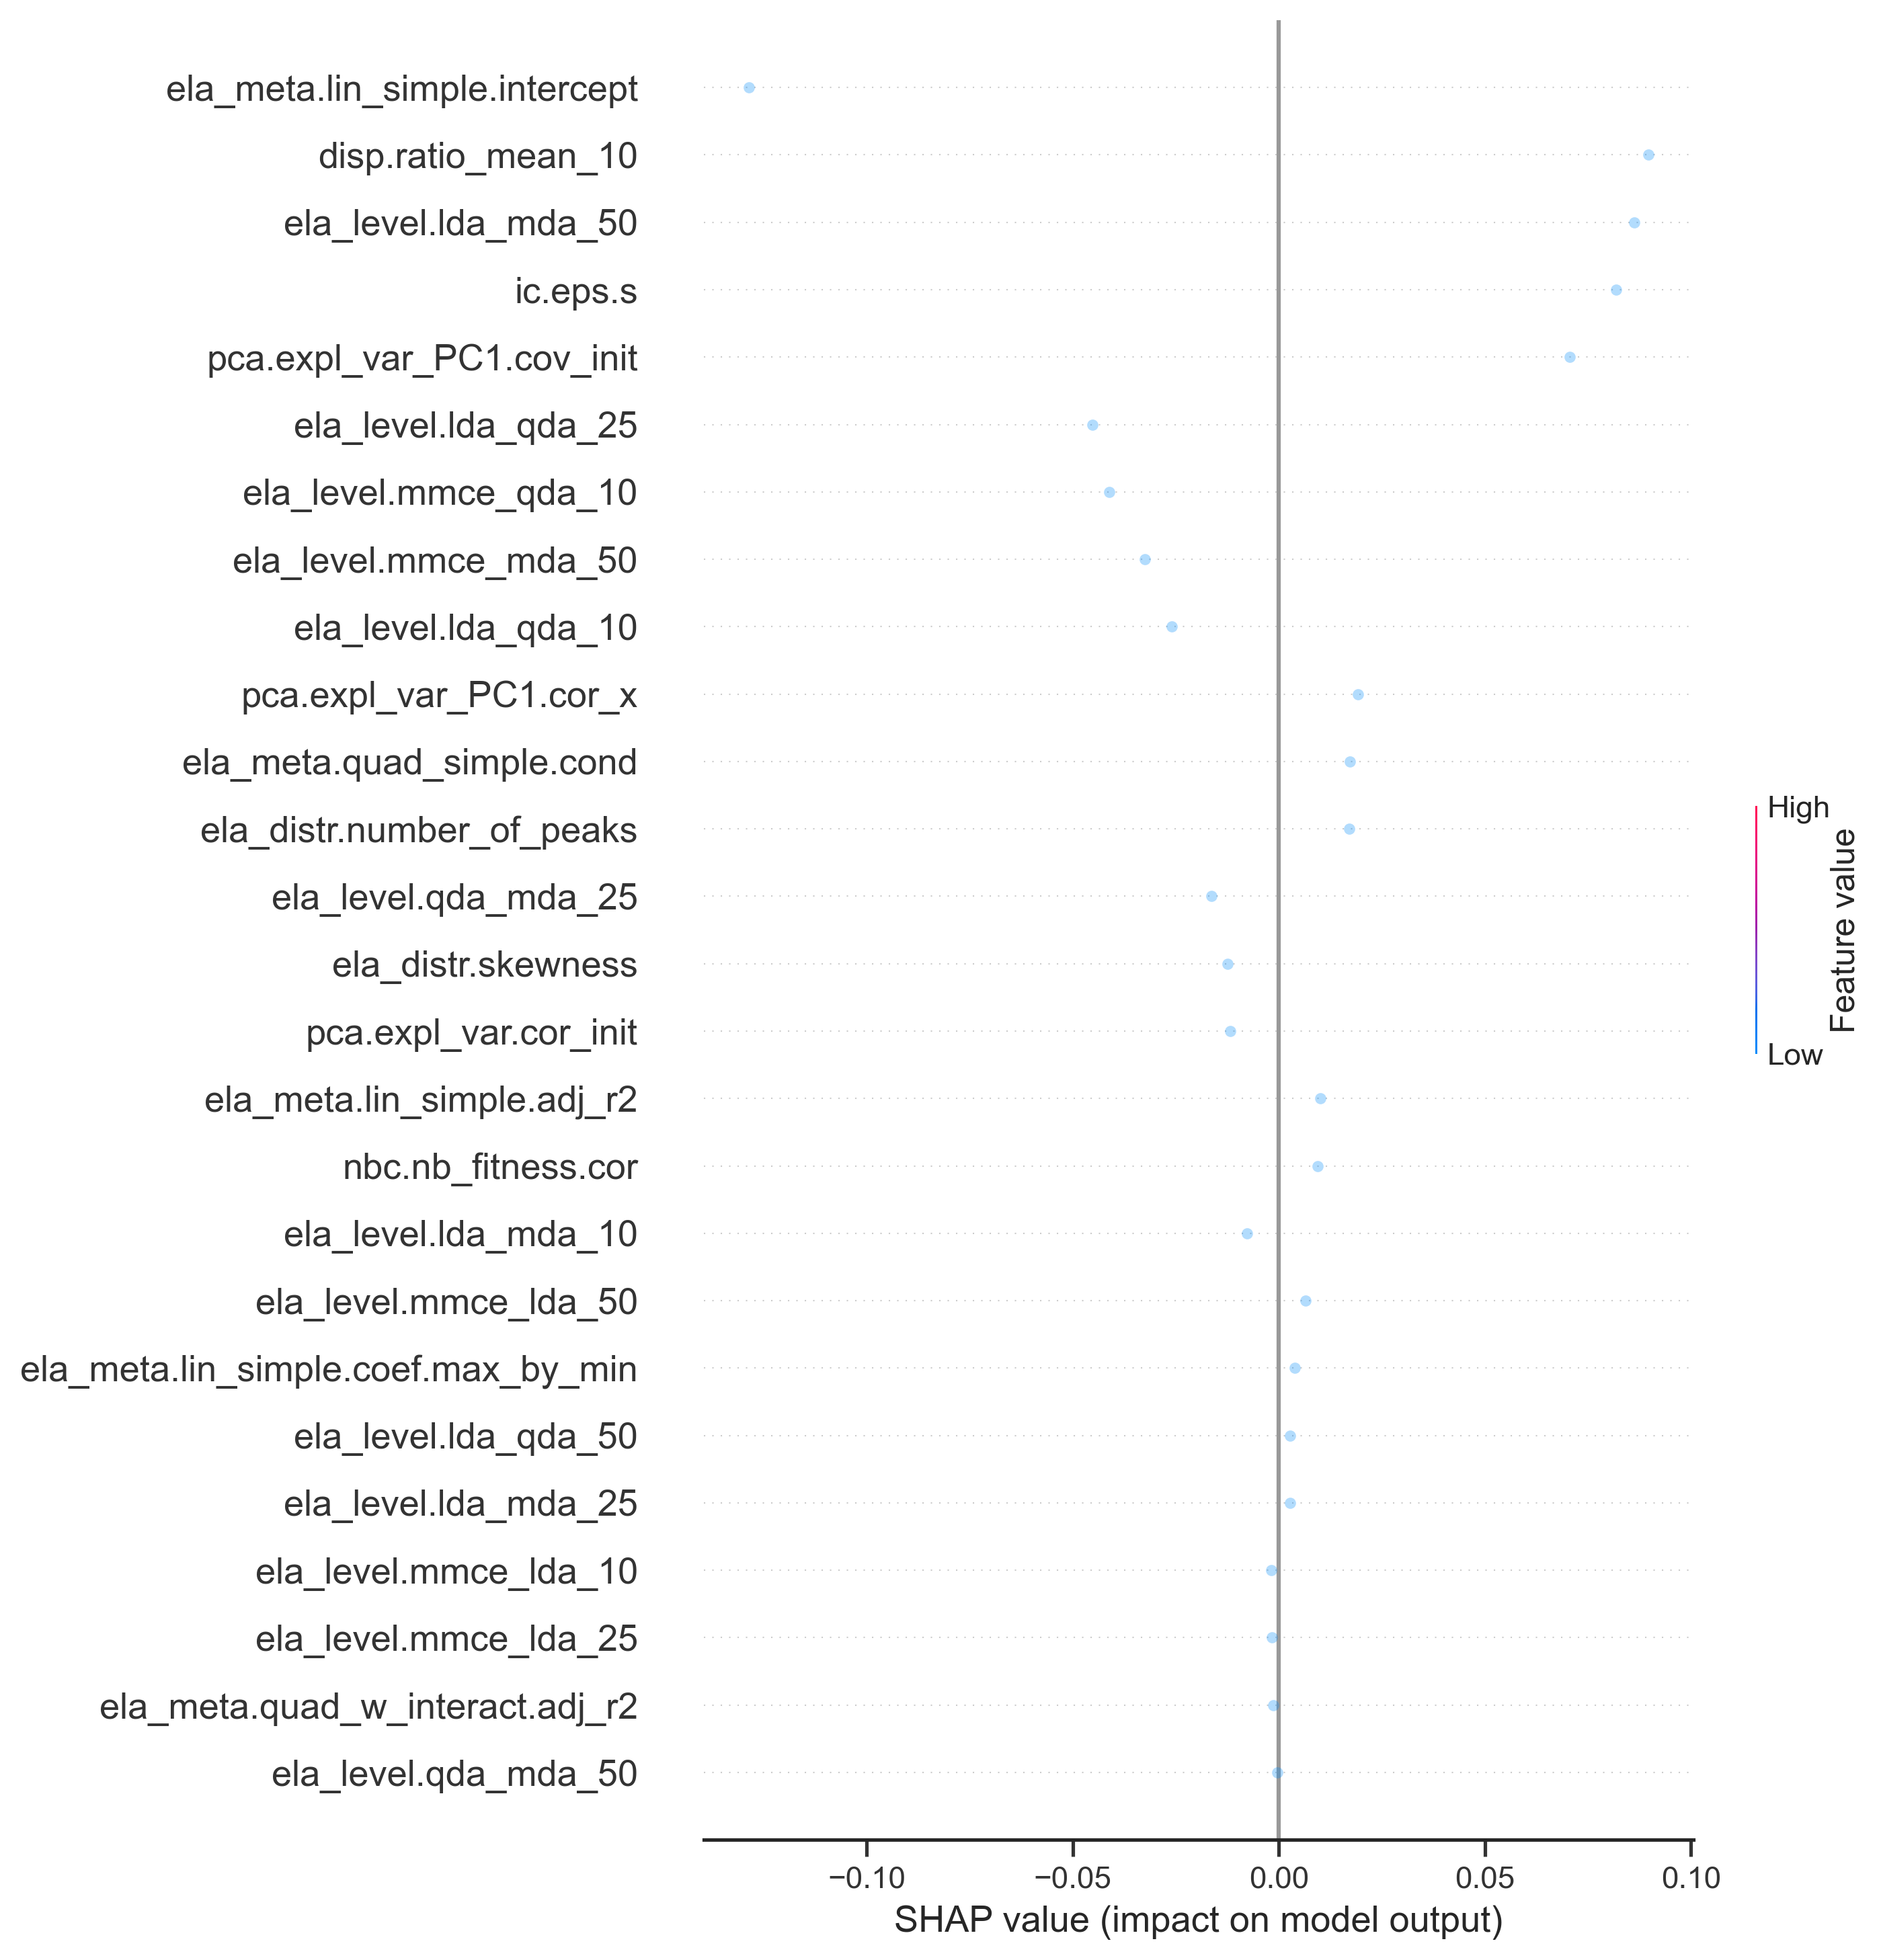 ela_meta.lin_simple.intercept
disp.ratio_mean_10
ela_level.lda_mda_50
ic.eps.s
pca.expl_var_PC1.cov_init
ela_level.lda_qda_25
ela_level.mmce_qda_10
ela_level.mmce_mda_50
ela_level.lda_qda_10
pca.expl_var_PC1.cor_x
ela_meta.quad_simple.cond
ela_distr.number_of_peaks
ela_level.qda_mda_25
ela_distr.skewness
pca.expl_var.cor_init
ela_meta.lin_simple.adj_r2
nbc.nb_fitness.cor
ela_level.lda_mda_10
ela_level.mmce_lda_50
ela_meta.lin_simple.coef.max_by_min
ela_level.lda_qda_50
ela_level.lda_mda_25
ela_level.mmce_lda_10
ela_level.mmce_lda_25
ela_meta.quad_w_interact.adj_r2
ela_level.qda_mda_50
−0.10 −0.05 0.00 0.05 0.10
SHAP value (impact on model output)
High
Feature value
Low